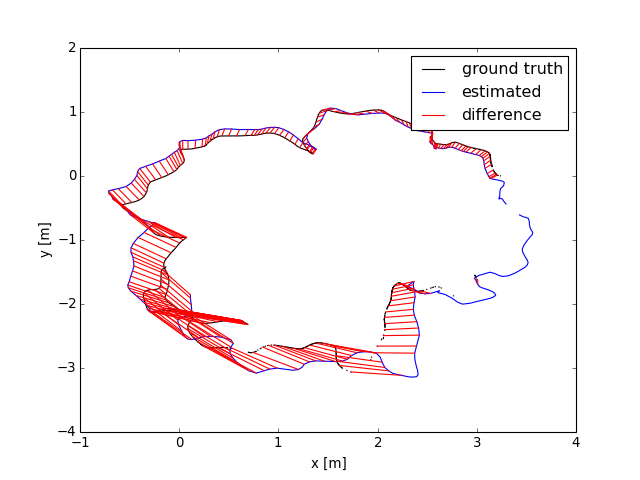 2
1
0
−1
−2
−3
−4
y [m]
ground truth
estimated
difference
−1
0
1
2
3
4
x [m]